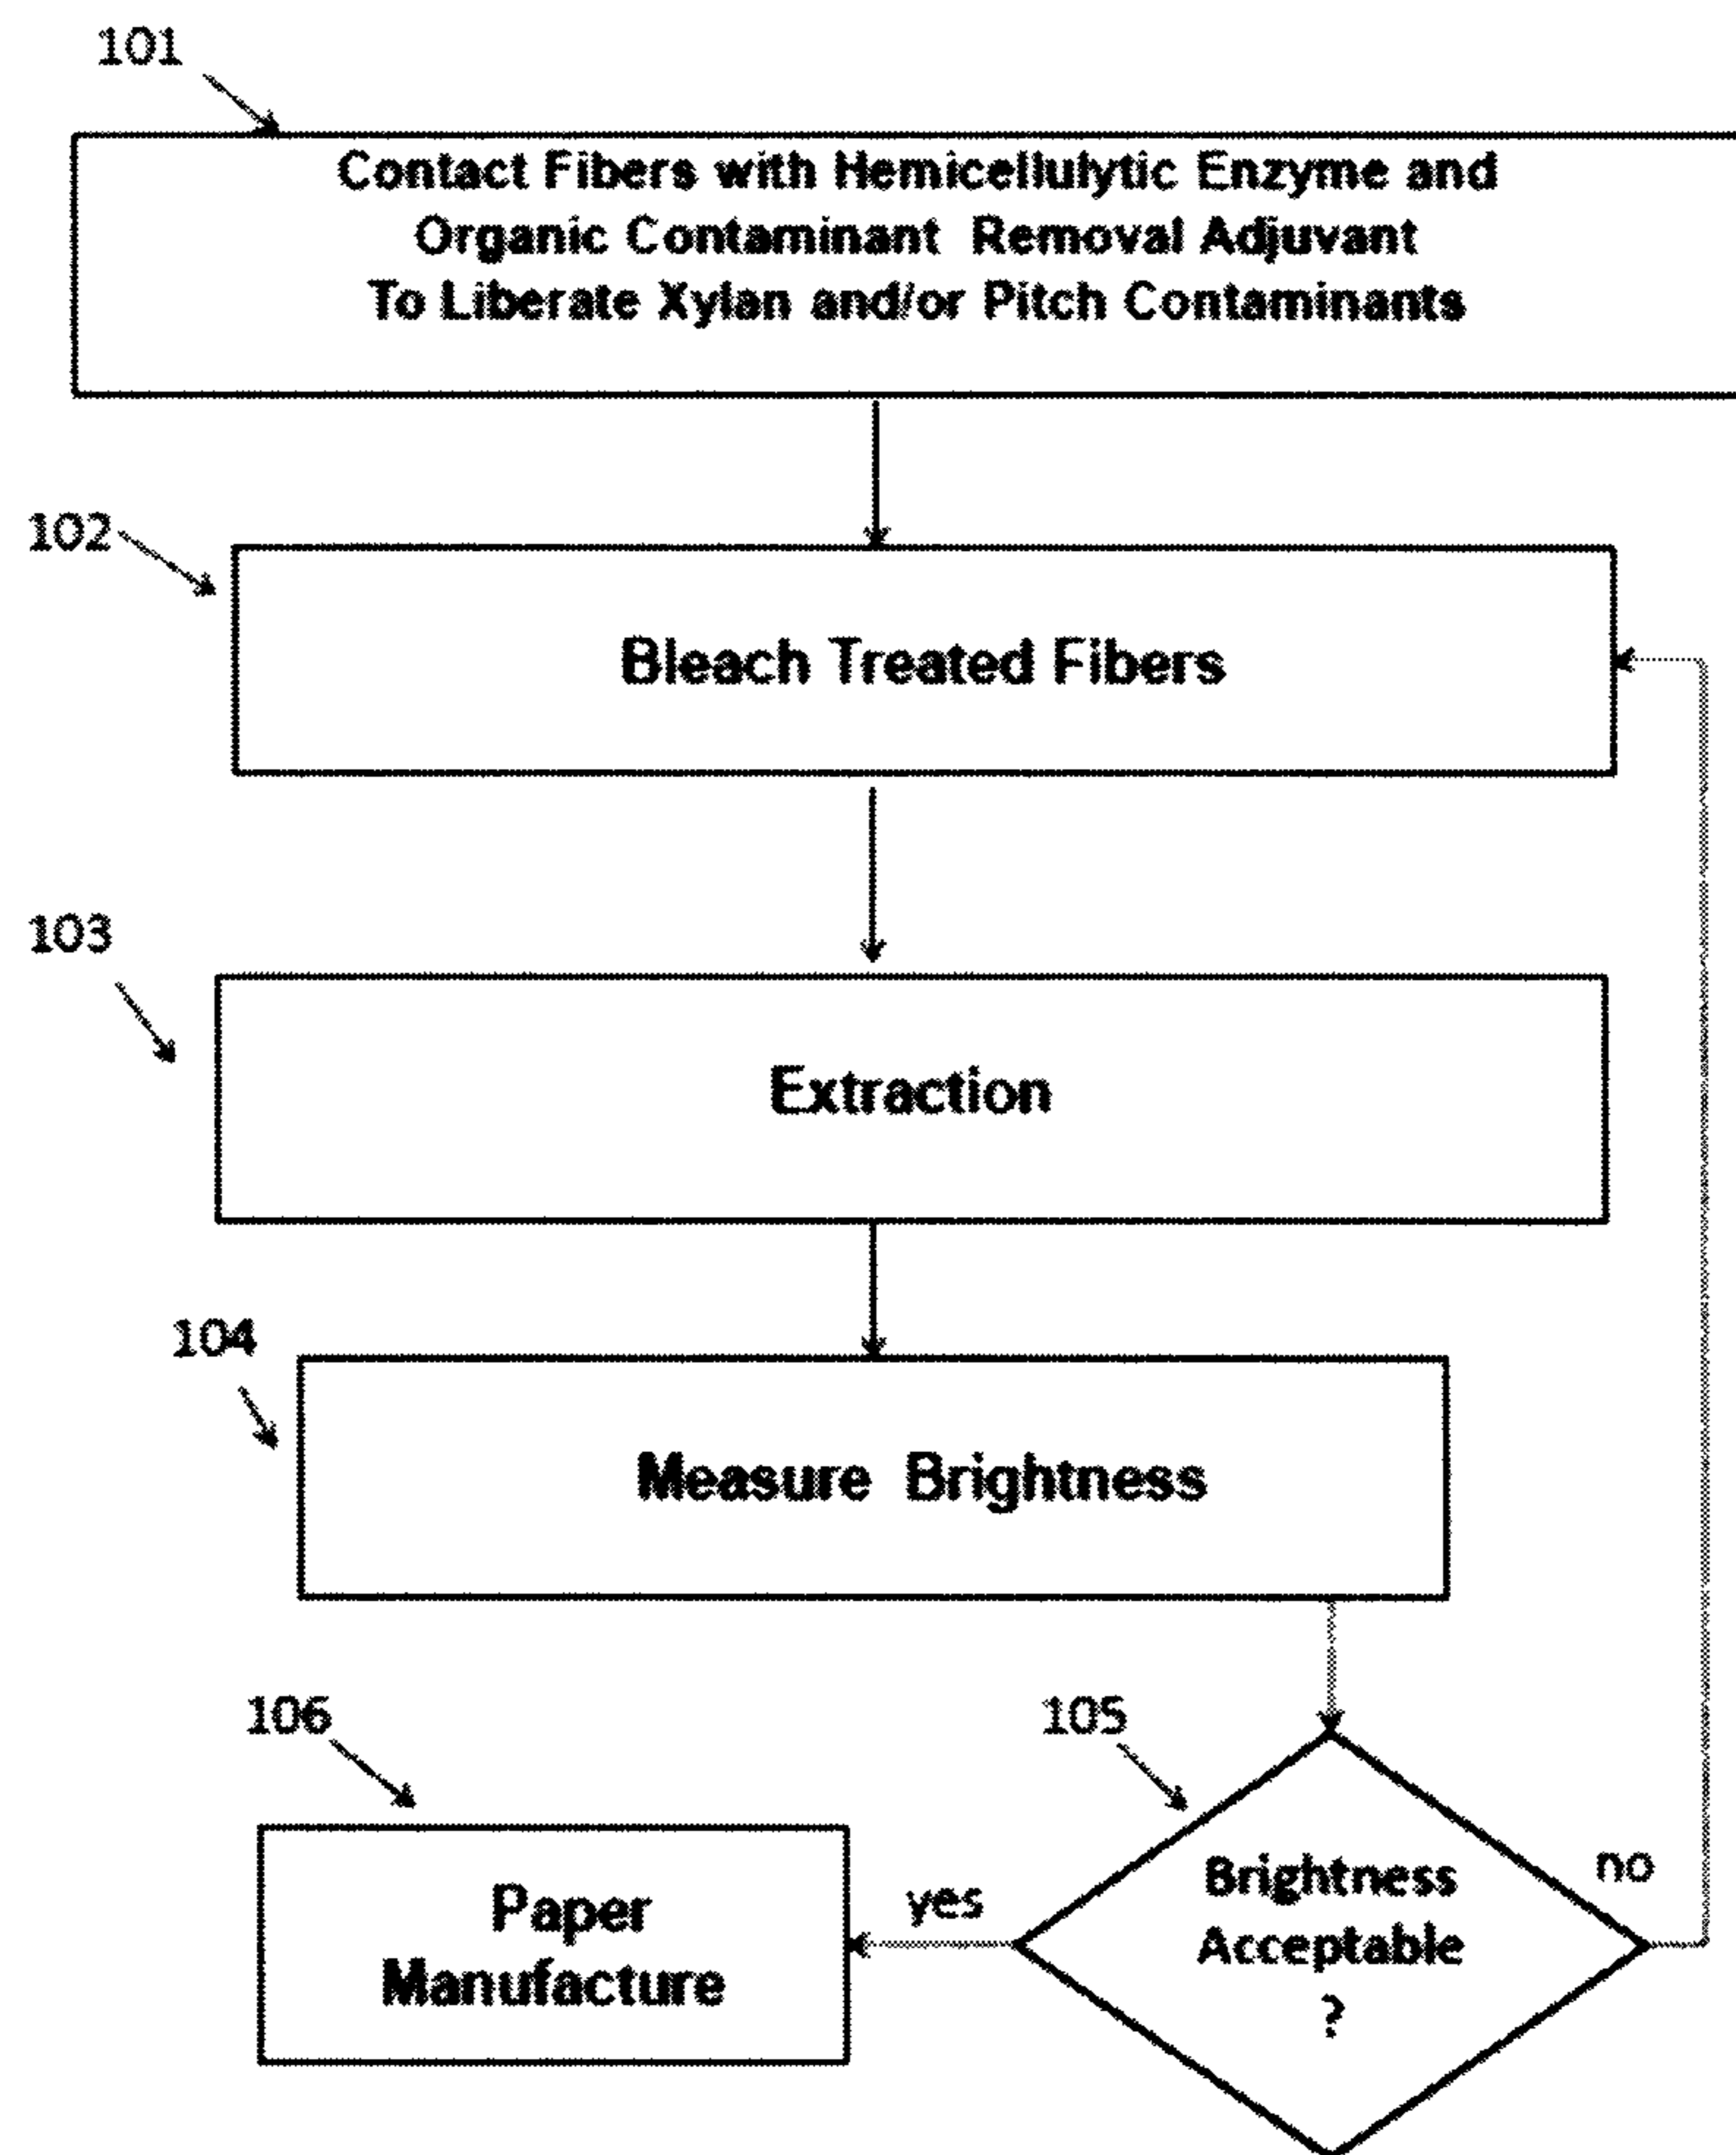 101
Contact Fibers with Hemicellulytic Enzyme and
Organic Contaminant Removal Adjuvant
To Liberate Xylan and/or Pitch Contaminants
102
Bleach Treated Fibers
103
Extraction
104
Measure Brightness
106
105
Brightness
Acceptable
?
no
yes
Paper
Manufacture